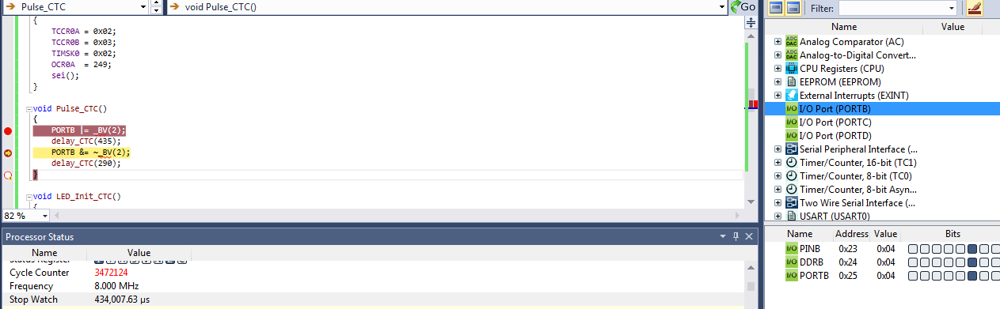 Pulse_CTC void Pulse_CTC() Go
{
TCCR0A = 0x02;
TCCR0B = 0x03;
TIMSK0 = 0x02;
OCR0A = 249;
sei();
}
void Pulse_CTC()
{
PORTB |= _BV(2);
delay_CTC(435);
PORTB &= ~_BV(2);
delay_CTC(290);
}
void LED_Init_CTC()
{
82 %
Processor Status
Name Value
Cycle Counter 3472124
Frequency 8.000 MHz
Stop Watch 434,007.63 µs
Filter:
Name Value
Analog Comparator (AC)
Analog-to-Digital Convert...
CPU Registers (CPU)
EEPROM (EEPROM)
External Interrupts (EXINT)
I/O Port (PORTB)
I/O Port (PORTC)
I/O Port (PORTD)
Serial Peripheral Interface (...
Timer/Counter, 16-bit (TC1)
Timer/Counter, 8-bit (TC0)
Timer/Counter, 8-bit Asyn...
Two Wire Serial Interface (...
USART (USART0)
Name Address Value Bits
I/O PINB 0x23 0x04
I/O DDRB 0x24 0x04
I/O PORTB 0x25 0x04